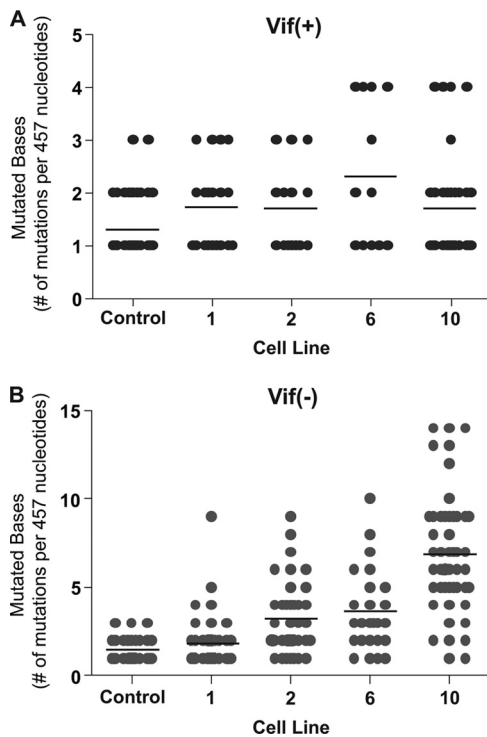 A
Vif(+)
Mutated Bases
(# of mutations per 457 nucleotides)
5
4
3
2
1
0
Control 1 2 6 10
Cell Line
B
Vif(-)
Mutated Bases
(# of mutations per 457 nucleotides)
15
10
5
0
Control 1 2 6 10
Cell Line